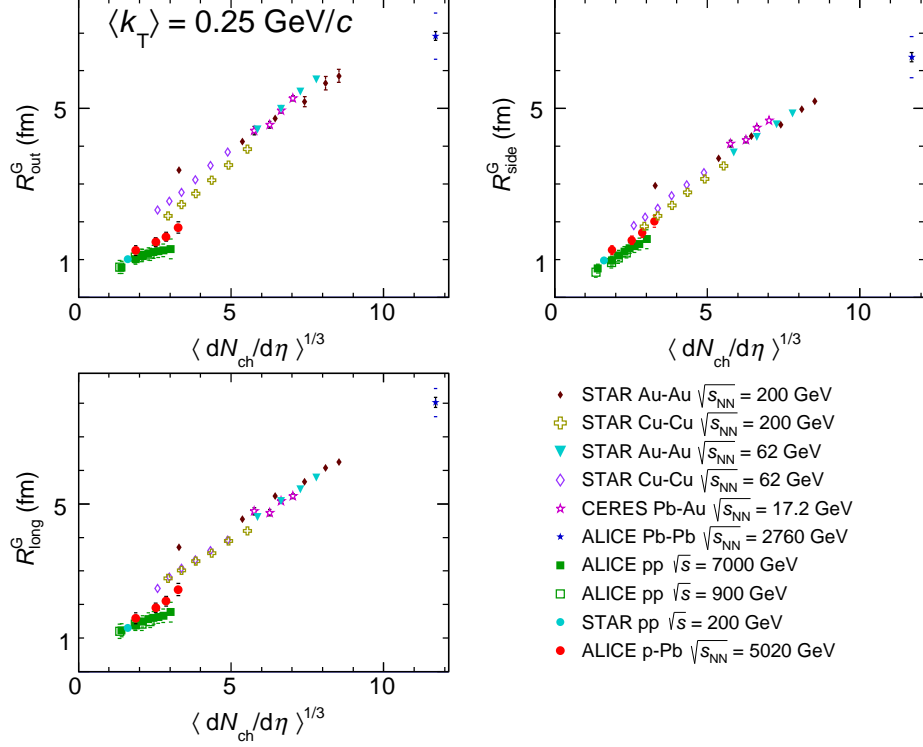 ⟨k_T⟩ = 0.25 GeV/c
R^G_out (fm)
5
1
0 5 10
⟨ dN_ch/dη ⟩^1/3
R^G_side (fm)
5
1
0 5 10
⟨ dN_ch/dη ⟩^1/3
R^G_long (fm)
5
1
0 5 10
⟨ dN_ch/dη ⟩^1/3
STAR Au-Au √s_NN = 200 GeV
STAR Cu-Cu √s_NN = 200 GeV
STAR Au-Au √s_NN = 62 GeV
STAR Cu-Cu √s_NN = 62 GeV
CERES Pb-Au √s_NN = 17.2 GeV
ALICE Pb-Pb √s_NN = 2760 GeV
ALICE pp √s = 7000 GeV
ALICE pp √s = 900 GeV
STAR pp √s = 200 GeV
ALICE p-Pb √s_NN = 5020 GeV